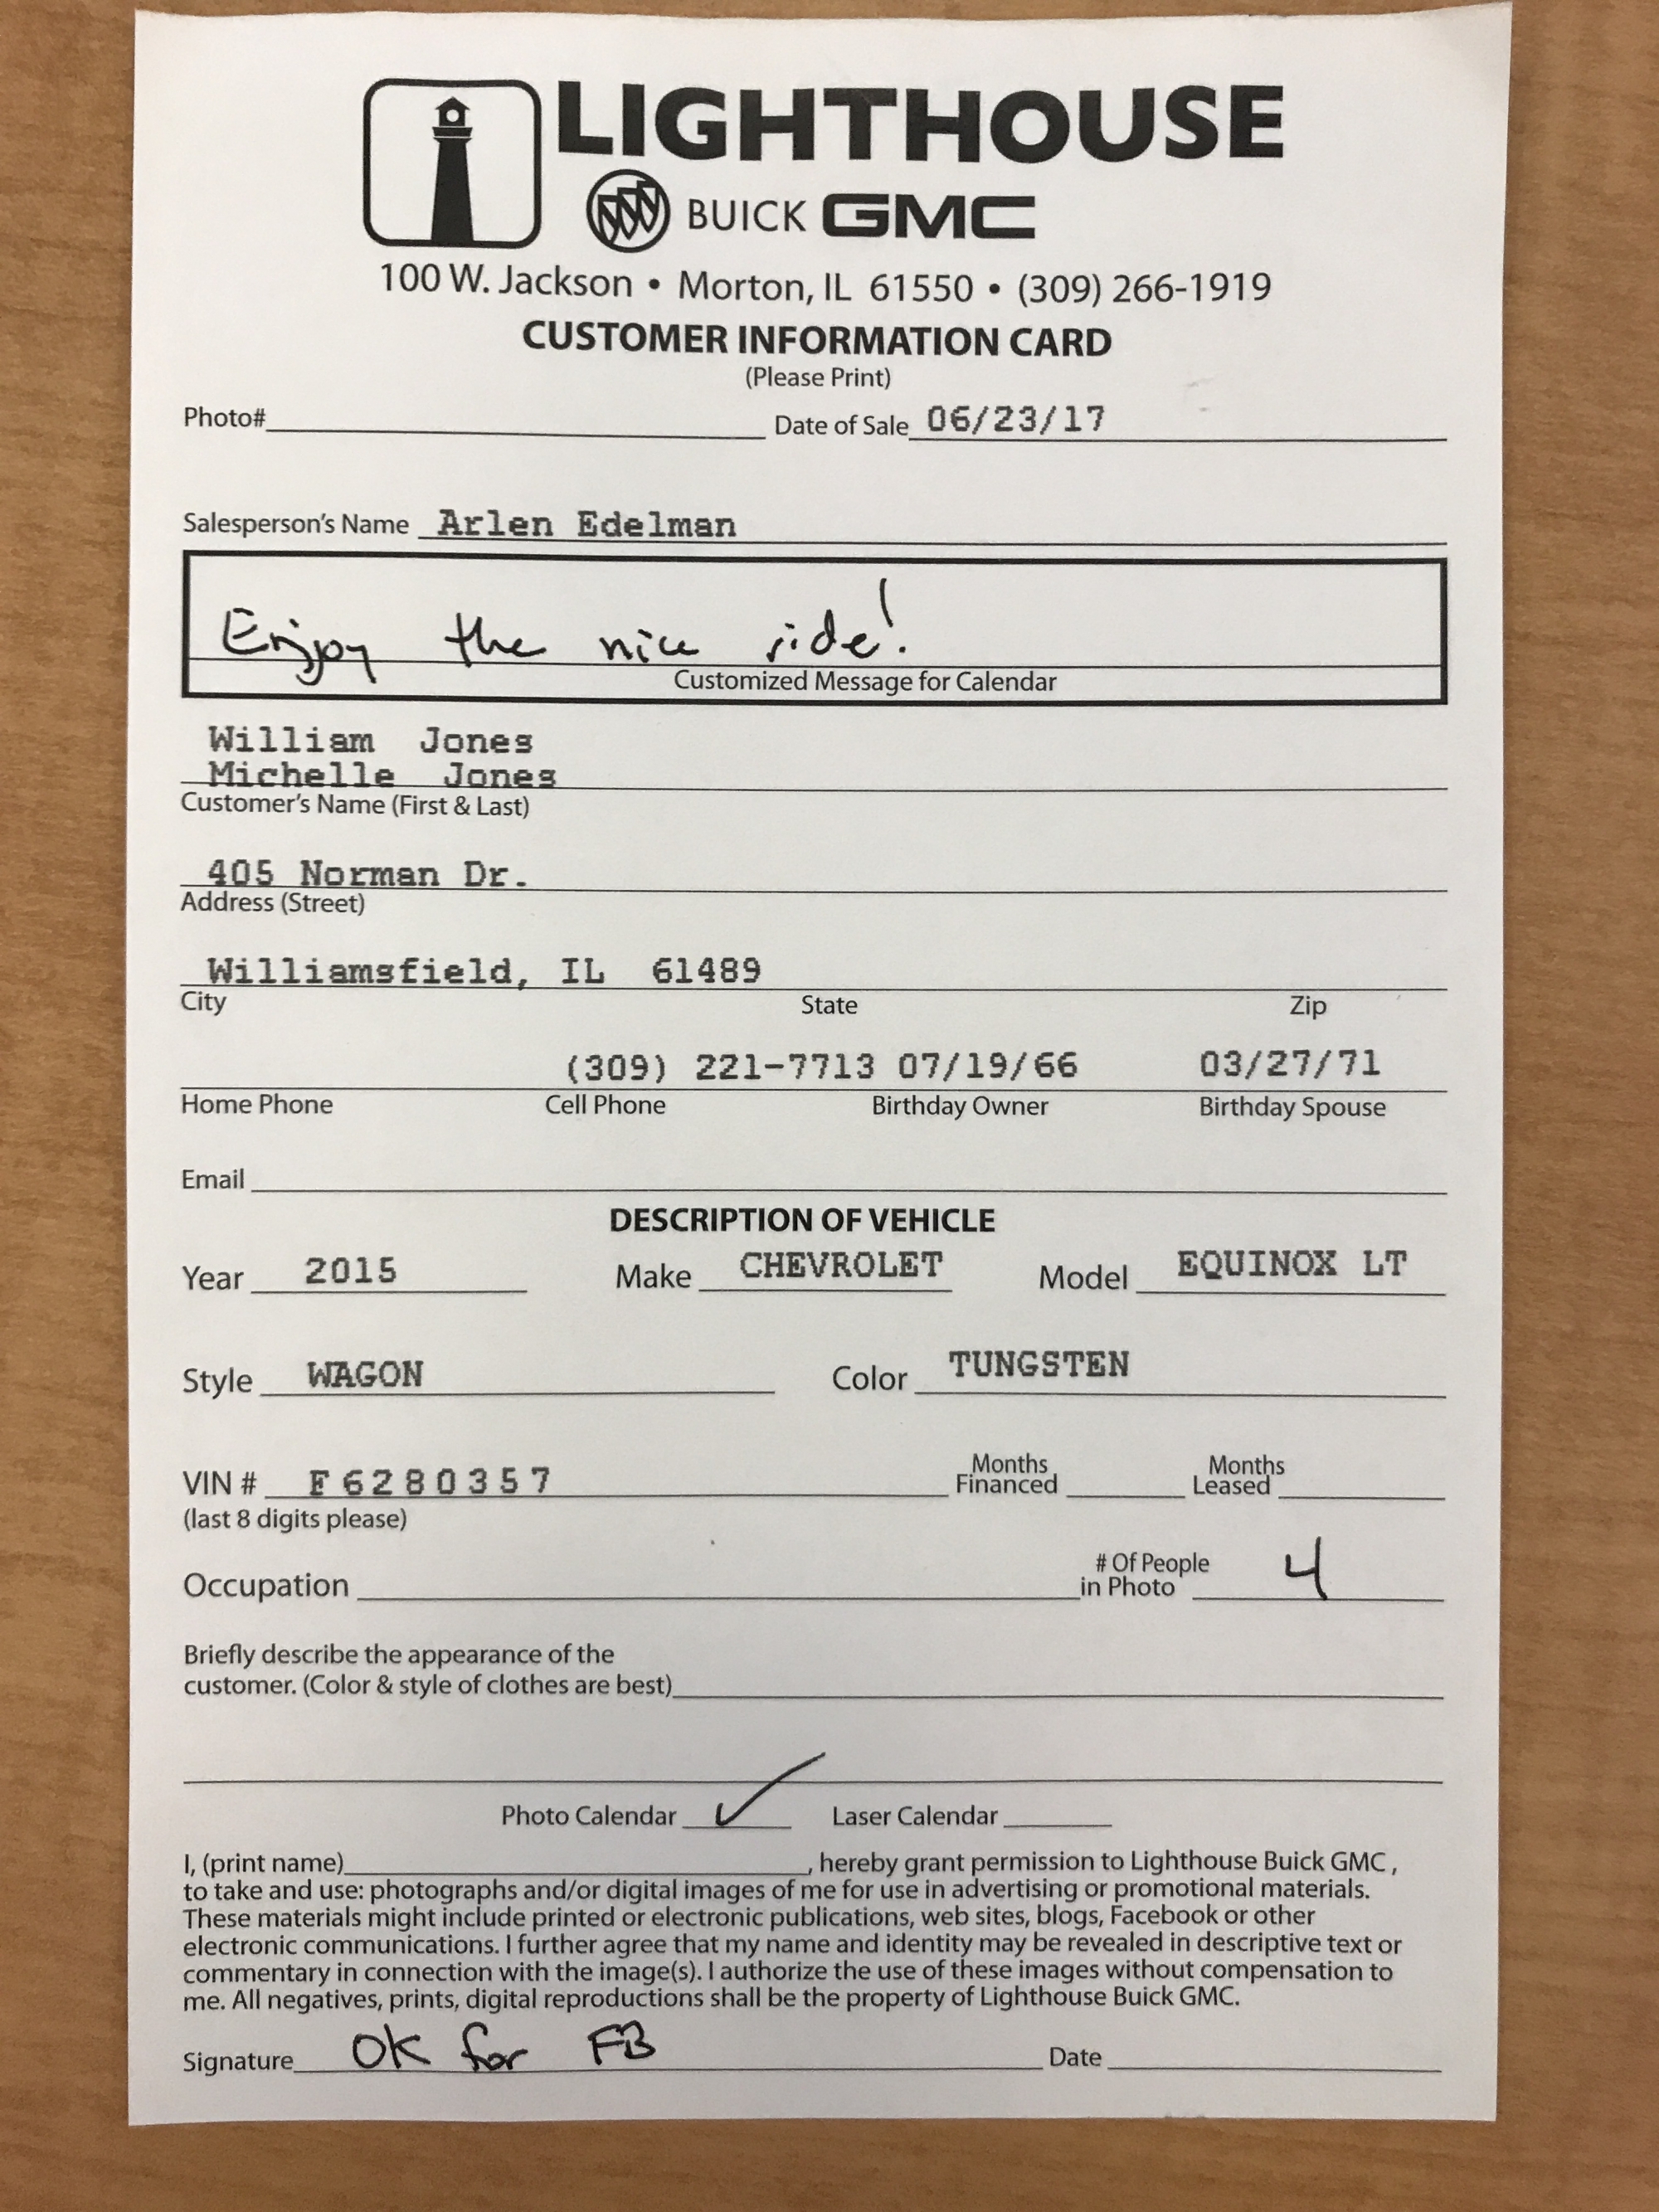 LIGHTHOUSE
BUICK GMC
100 W. Jackson • Morton, IL 61550 • (309) 266-1919
CUSTOMER INFORMATION CARD
(Please Print)
Photo# Date of Sale 06/23/17
Salesperson's Name Arlen Edelman
Enjoy the nice ride!
Customized Message for Calendar
William Jones
Michelle Jones
Customer's Name (First & Last)
405 Norman Dr.
Address (Street)
Williamsfield, IL 61489
City State Zip
(309) 221-7713 07/19/66 03/27/71
Home Phone Cell Phone Birthday Owner Birthday Spouse
Email
DESCRIPTION OF VEHICLE
Year 2015 Make CHEVROLET Model EQUINOX LT
Style WAGON Color TUNGSTEN
VIN # F6280357 Months Financed Months Leased
(last 8 digits please)
Occupation # Of People in Photo 4
Briefly describe the appearance of the
customer. (Color & style of clothes are best)
Photo Calendar ✓ Laser Calendar
I, (print name) , hereby grant permission to Lighthouse Buick GMC ,
to take and use: photographs and/or digital images of me for use in advertising or promotional materials.
These materials might include printed or electronic publications, web sites, blogs, Facebook or other
electronic communications. I further agree that my name and identity may be revealed in descriptive text or
commentary in connection with the image(s). I authorize the use of these images without compensation to
me. All negatives, prints, digital reproductions shall be the property of Lighthouse Buick GMC.
Signature OK for FB Date